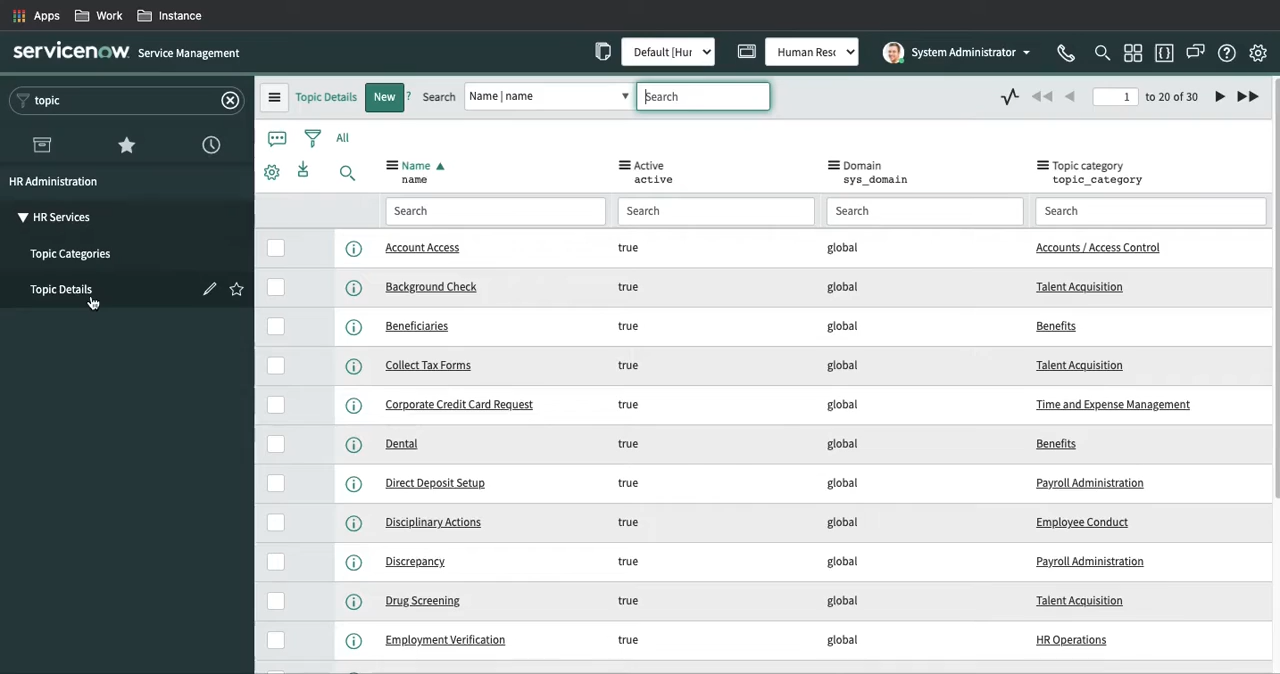 Apps Work Instance
servicenow Service Management Default [Hur Human Reso System Administrator
topic
Topic Details New ? Search Name | name Search 1 to 20 of 30
All
HR Administration
HR Services
Topic Categories
Topic Details
Name Active Domain Topic category
name active sys_domain topic_category
Search Search Search Search
Account Access true global Accounts / Access Control
Background Check true global Talent Acquisition
Beneficiaries true global Benefits
Collect Tax Forms true global Talent Acquisition
Corporate Credit Card Request true global Time and Expense Management
Dental true global Benefits
Direct Deposit Setup true global Payroll Administration
Disciplinary Actions true global Employee Conduct
Discrepancy true global Payroll Administration
Drug Screening true global Talent Acquisition
Employment Verification true global HR Operations